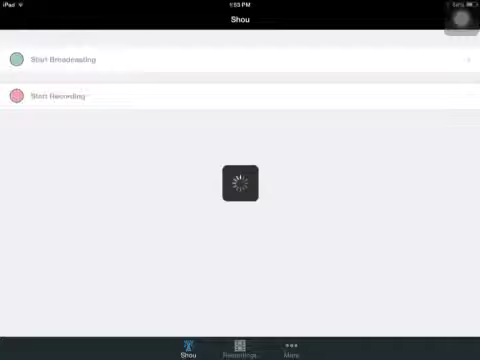 iPad
Shou
Start Broadcasting
Start Recording
Shou
Recordings
More